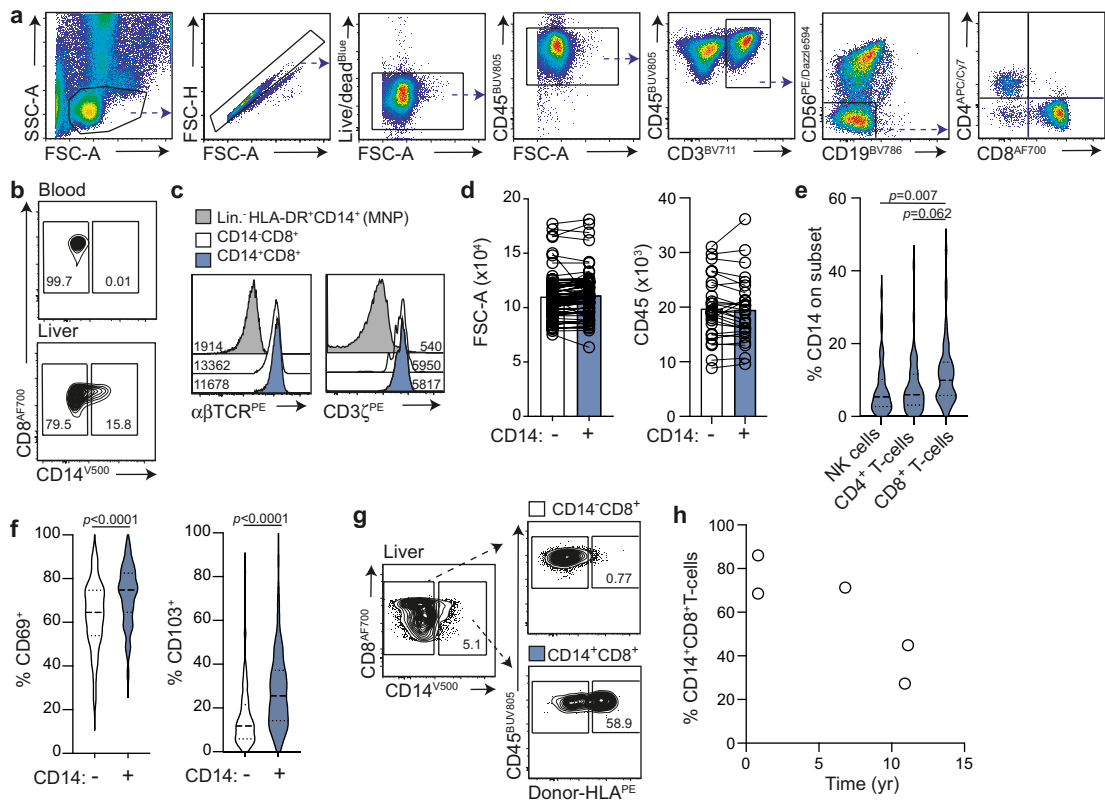 a
SSC-A
FSC-A
FSC-H
FSC-A
Live/dead^Blue
FSC-A
CD45^BUV805
FSC-A
CD45^BUV805
CD3^BV711
CD56^PE/Dazzle594
CD19^BV786
CD4^APC/Cy7
CD8^AF700
b
Blood
99.7 0.01
Liver
79.5 15.8
CD8^AF700
CD14^V500
c
Lin.⁻HLA-DR⁺CD14⁺ (MNP)
CD14⁻CD8⁺
CD14⁺CD8⁺
1914
13362
11678
αβTCR^PE
540
5950
5817
CD3ζ^PE
d
FSC-A (x10⁴)
20
15
10
5
0
CD14: - +
CD45 (x10³)
40
30
20
10
0
- +
e
% CD14 on subset
p=0.007
p=0.062
60
40
20
0
NK cells
CD4⁺ T-cells
CD8⁺ T-cells
f
% CD69⁺
p<0.0001
100
80
60
40
20
0
CD14: - +
% CD103⁺
p<0.0001
100
80
60
40
20
0
- +
g
Liver
5.1
CD8^AF700
CD14^V500
CD14⁻CD8⁺
0.77
CD14⁺CD8⁺
58.9
CD45^BUV805
Donor-HLA^PE
h
% CD14⁺CD8⁺T-cells
100
80
60
40
60
80
0 5 10 15
Time (yr)